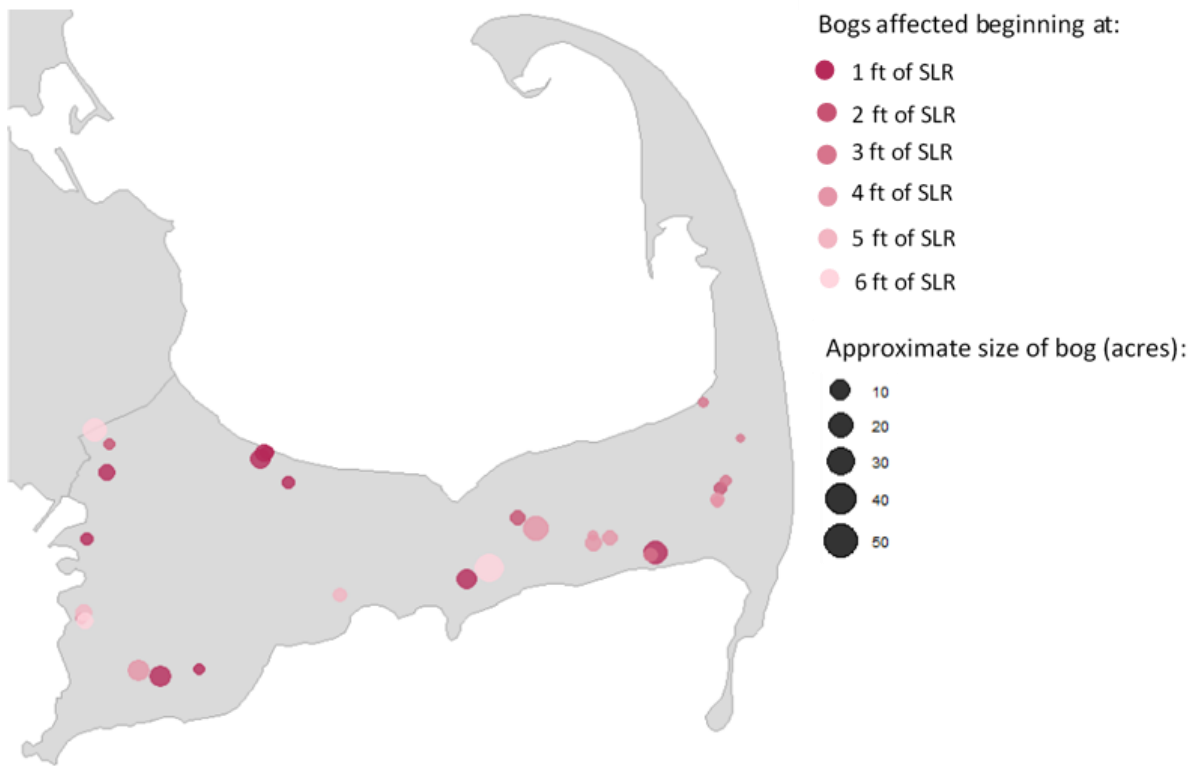 Bogs affected beginning at:
1 ft of SLR
2 ft of SLR
3 ft of SLR
4 ft of SLR
5 ft of SLR
6 ft of SLR
Approximate size of bog (acres):
10
20
30
40
50